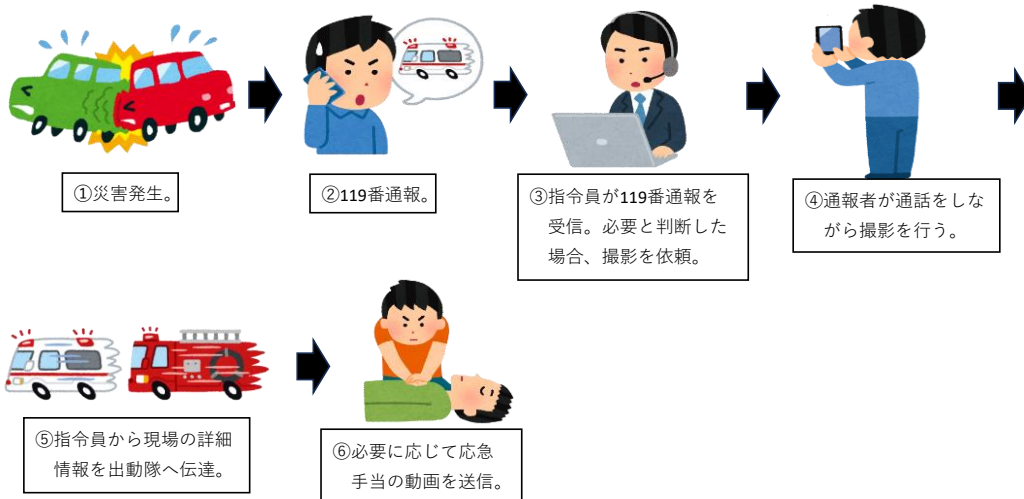 ①災害発生。
②119番通報。
③指令員が119番通報を
受信。必要と判断した
場合、撮影を依頼。
④通報者が通話をしな
がら撮影を行う。
⑤指令員から現場の詳細
情報を出動隊へ伝達。
⑥必要に応じて応急
手当の動画を送信。